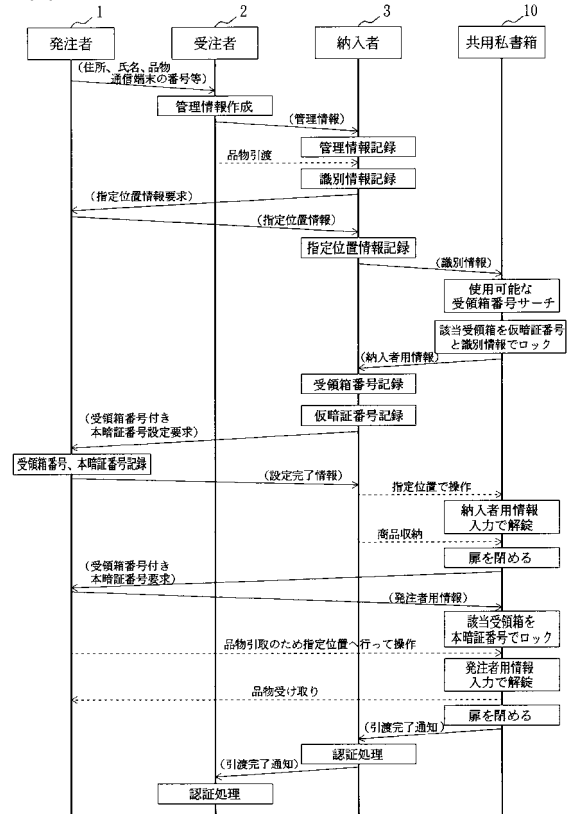 1
2
3
10
発注者
受注者
納入者
共用私書箱
(住所、氏名、品物
通信端末の番号等)
管理情報作成
(管理情報)
管理情報記録
品物引渡
識別情報記録
(指定位置情報要求)
(指定位置情報)
指定位置情報記録
(識別情報)
使用可能な
受領箱番号サーチ
該当受領箱を仮暗証番号
と識別情報でロック
(納入者用情報)
受領箱番号記録
仮暗証番号記録
(受領箱番号付き
本暗証番号設定要求)
受領箱番号、本暗証番号記録
(設定完了情報)
指定位置で操作
納入者用情報
入力で解錠
商品収納
扉を閉める
(受領箱番号付き
本暗証番号要求)
(発注者用情報)
該当受領箱を
本暗証番号でロック
品物引取のため指定位置へ行って操作
発注者用情報
入力で解錠
品物受け取り
扉を閉める
(引渡完了通知)
認証処理
(引渡完了通知)
認証処理